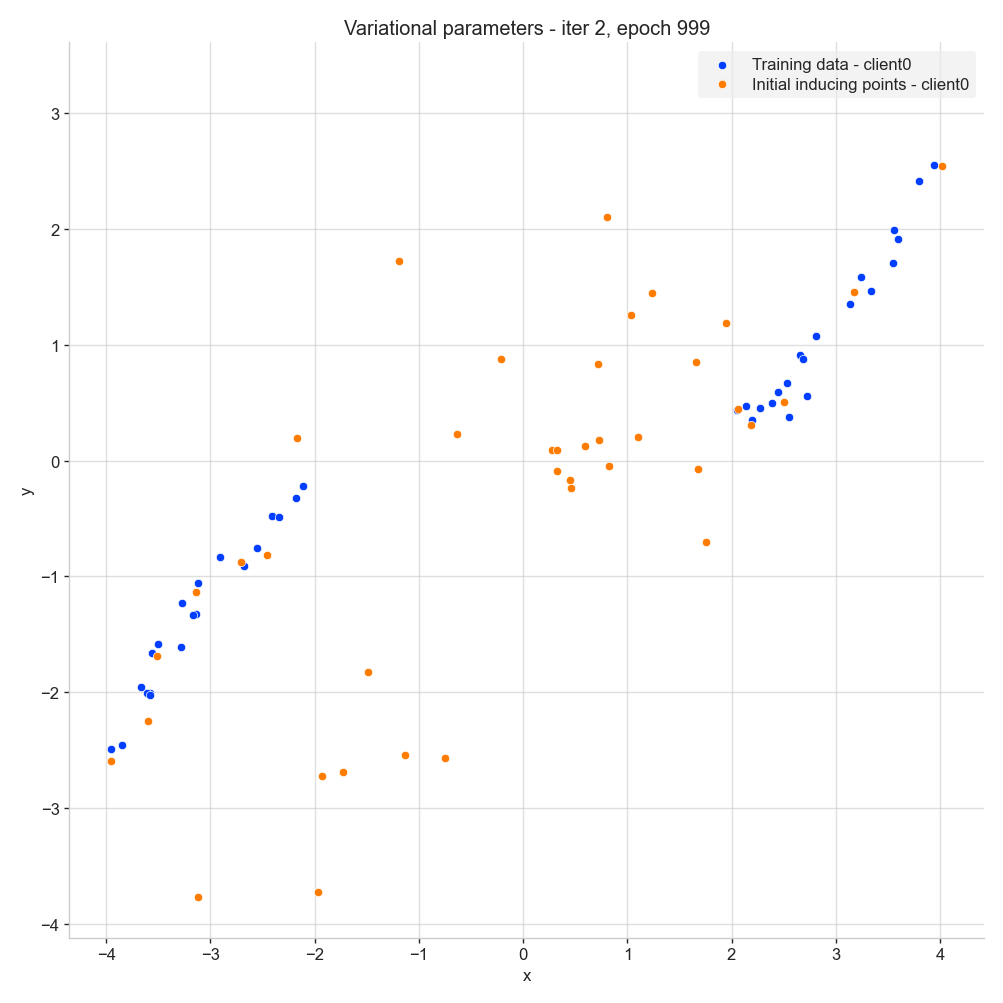 Variational parameters - iter 2, epoch 999
Training data - client0
Initial inducing points - client0
3
2
1
0
−1
−2
−3
−4
y
−4 −3 −2 −1 0 1 2 3 4
x